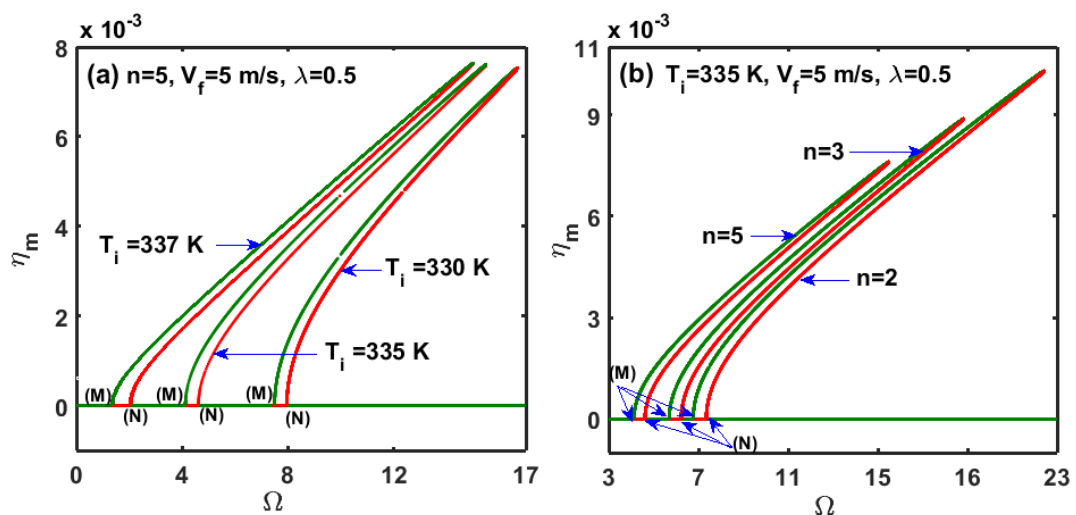 x 10⁻³
(a) n=5, V_f=5 m/s, λ=0.5
8
6
4
2
0
η_m
T_i =337 K
T_i =330 K
T_i =335 K
(M)
(N)
(M)
(N)
(M)
(N)
0
4
8
12
17
Ω
x 10⁻³
(b) T_i=335 K, V_f=5 m/s, λ=0.5
11
9
6
3
0
η_m
n=3
n=5
n=2
(M)
(N)
3
7
11
15
16
23
Ω